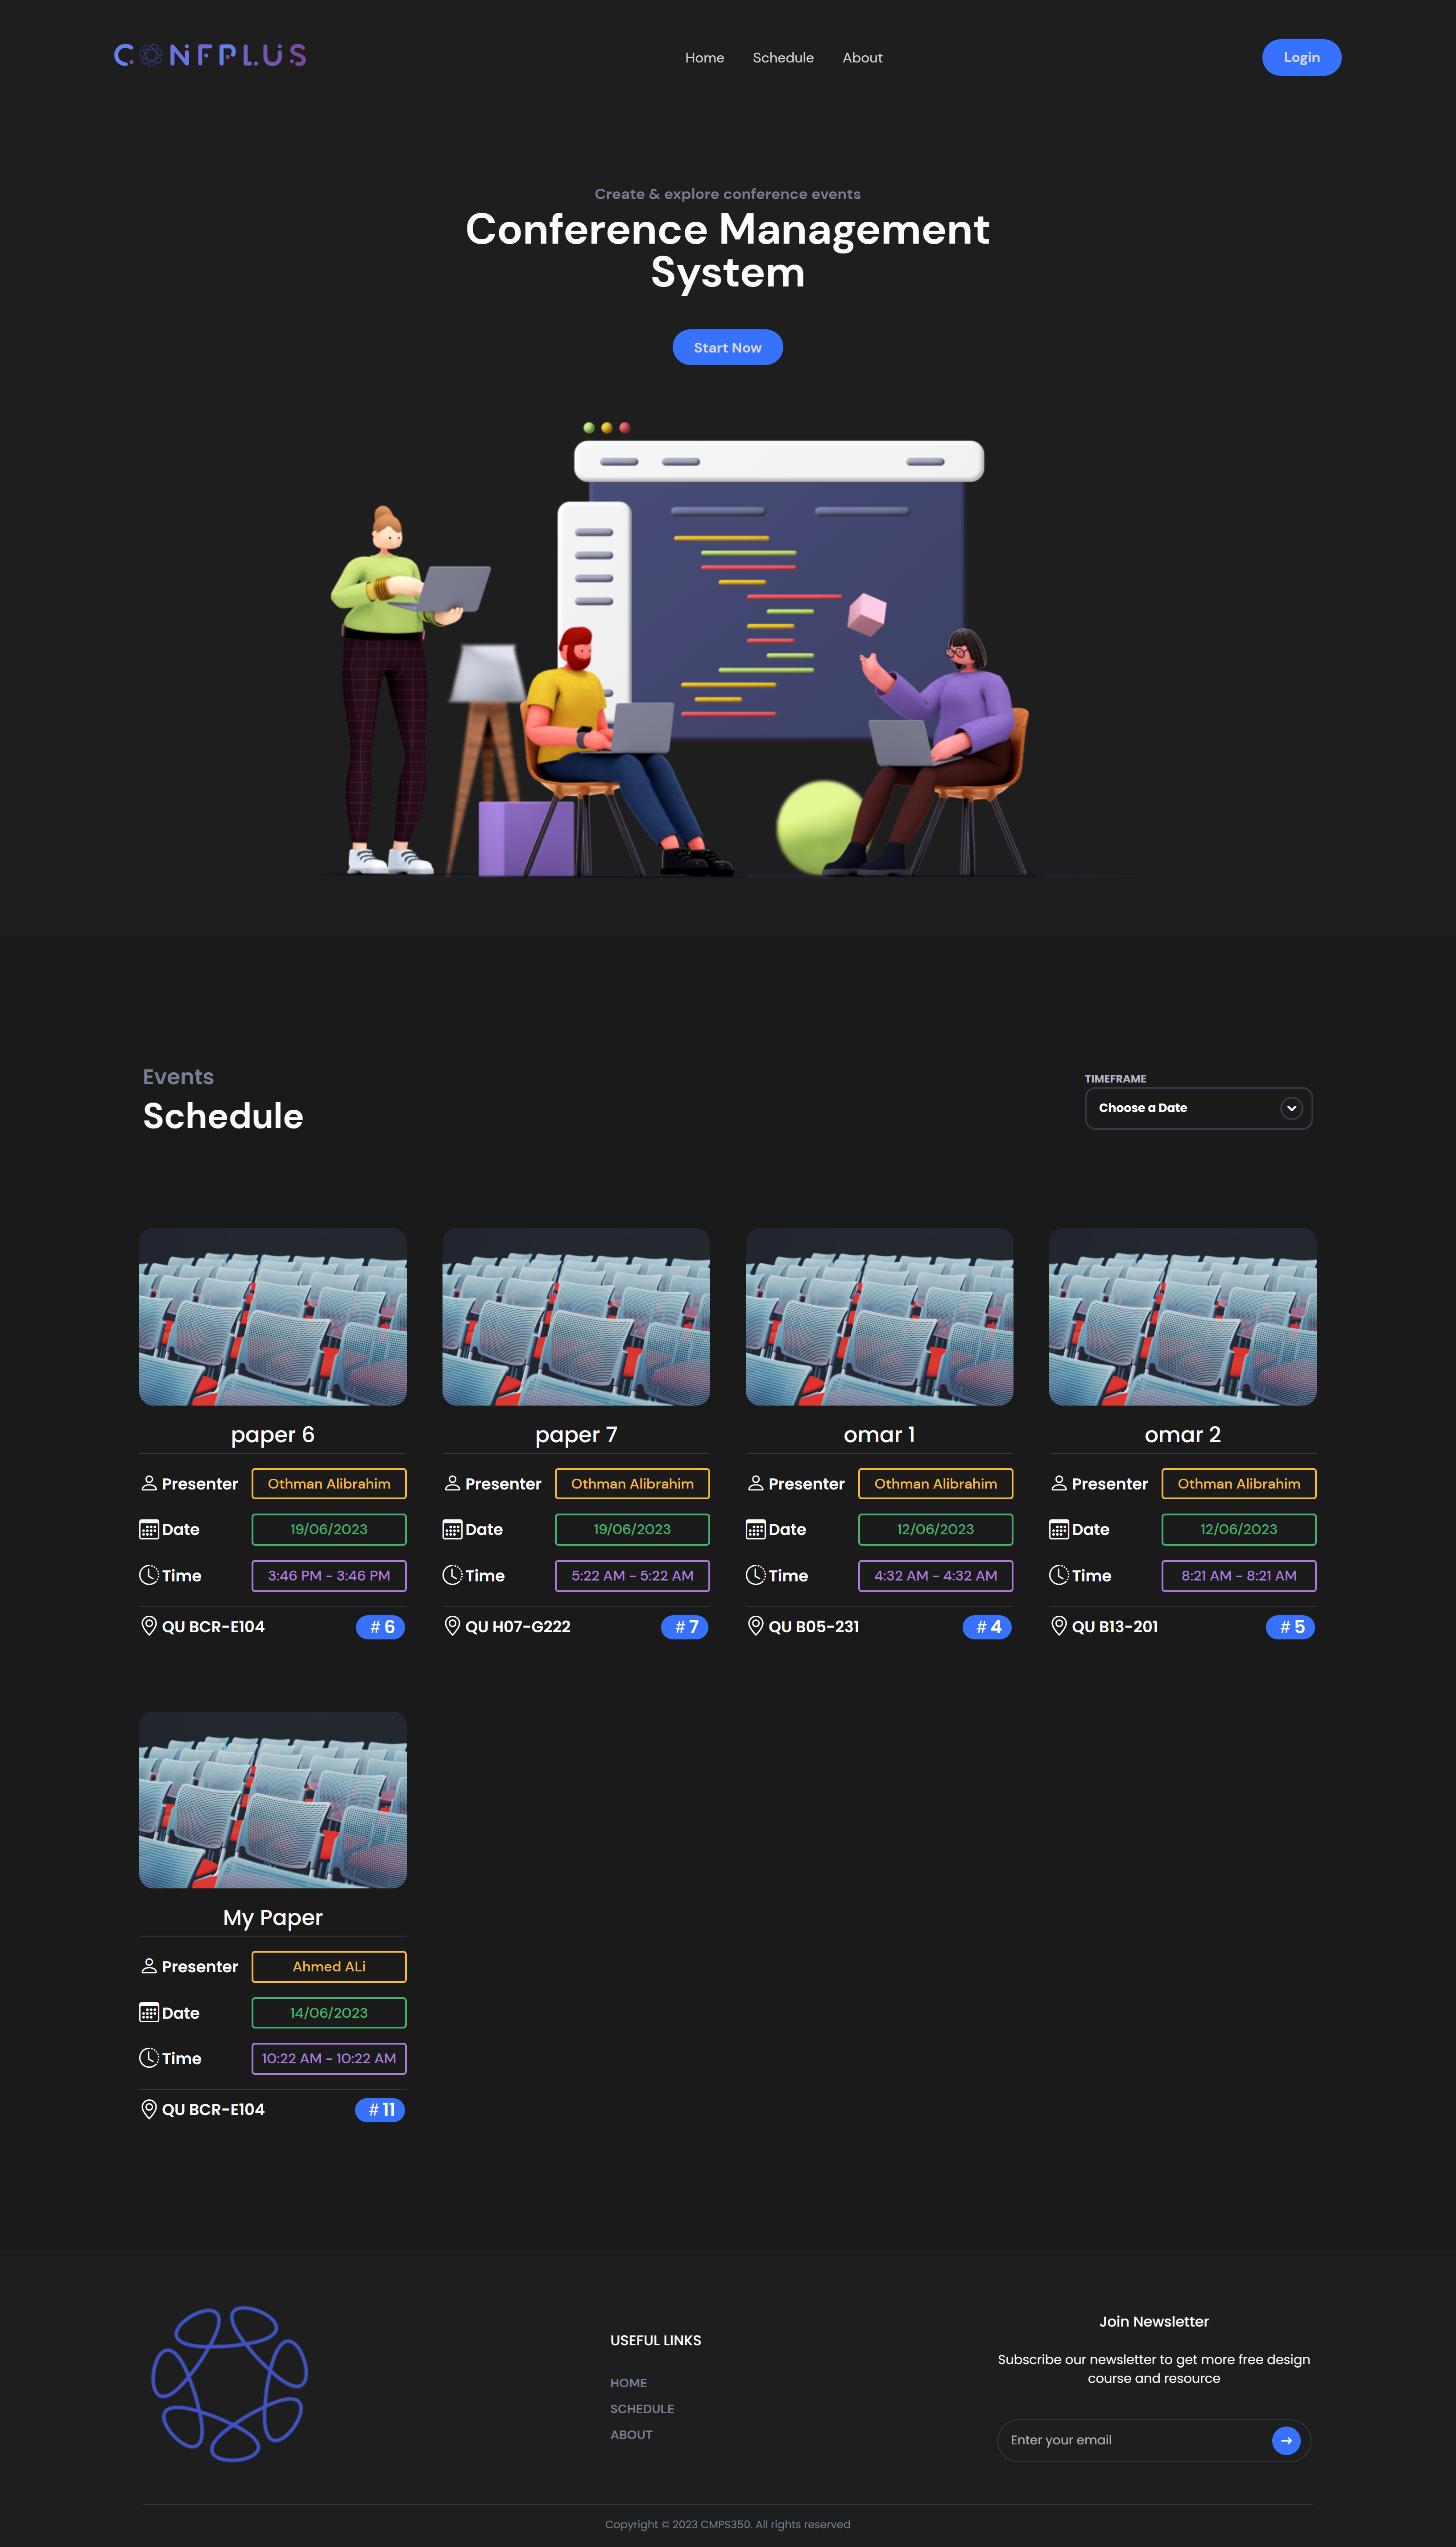 CONFPLUS
Home Schedule About
Login
Create & explore conference events
Conference Management
System
Start Now
Events
Schedule
TIMEFRAME
Choose a Date
paper 6
Presenter Othman Alibrahim
Date 19/06/2023
Time 3:46 PM - 3:46 PM
QU BCR-E104 # 6
paper 7
Presenter Othman Alibrahim
Date 19/06/2023
Time 5:22 AM - 5:22 AM
QU H07-G222 # 7
omar 1
Presenter Othman Alibrahim
Date 12/06/2023
Time 4:32 AM - 4:32 AM
QU B05-231 # 4
omar 2
Presenter Othman Alibrahim
Date 12/06/2023
Time 8:21 AM - 8:21 AM
QU B13-201 # 5
My Paper
Presenter Ahmed ALi
Date 14/06/2023
Time 10:22 AM - 10:22 AM
QU BCR-E104 # 11
USEFUL LINKS
HOME
SCHEDULE
ABOUT
Join Newsletter
Subscribe our newsletter to get more free design
course and resource
Enter your email
Copyright © 2023 CMPS350. All rights reserved